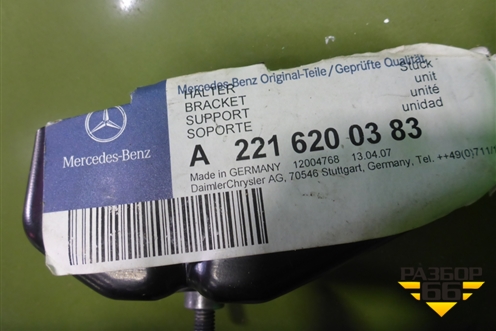 Mercedes-Benz Original-Teile/Geprüfte Qualität
HALTER
BRACKET
SUPPORT
SOPORTE
Stück
unit
unité
unidad
Mercedes-Benz
A 221 620 03 83
Made in GERMANY 12004768 13.04.07
DaimlerChrysler AG, 70546 Stuttgart, Germany, Tel. ++49(0)711/1
РАЗБОР
66